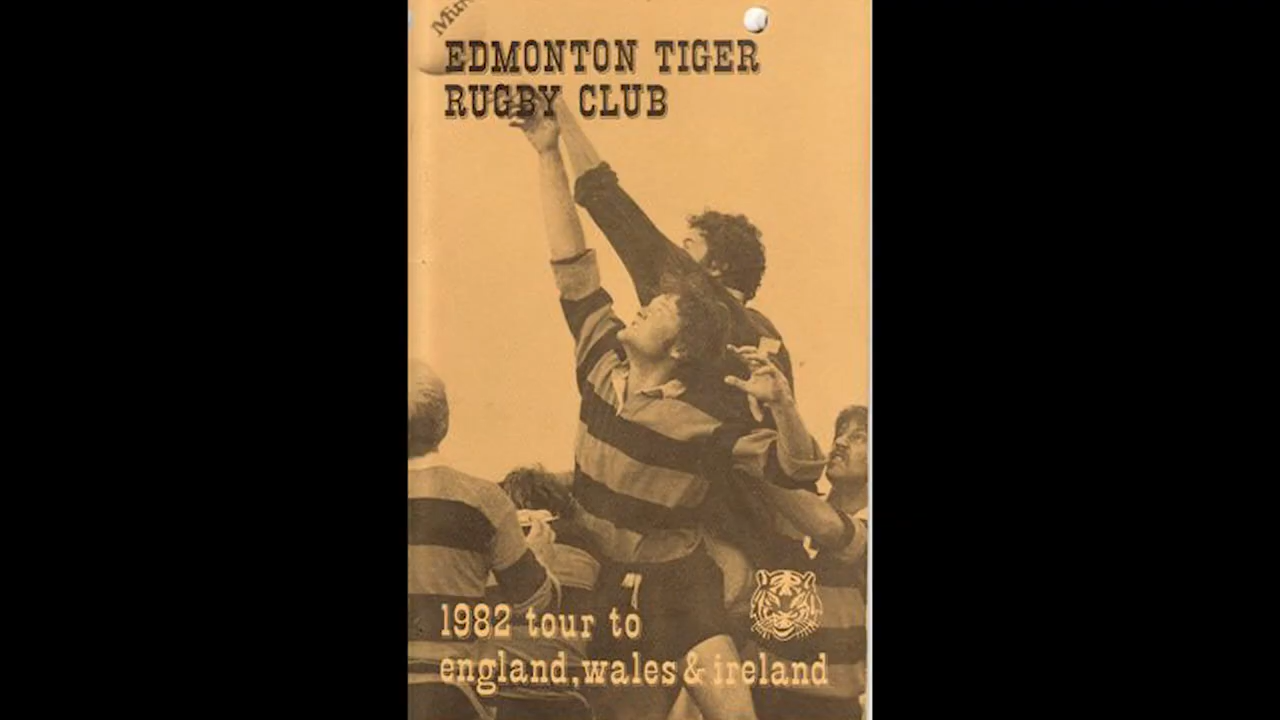 EDMONTON TIGER
RUGBY CLUB
1982 tour to
england, wales & ireland